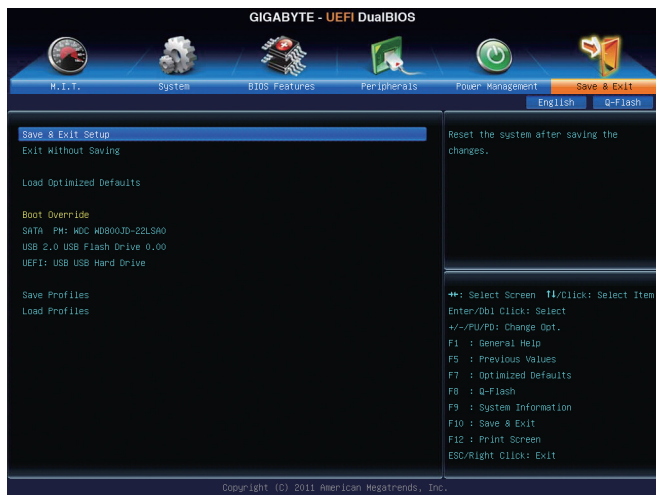 GIGABYTE - UEFI DualBIOS
M.I.T.
System
BIOS Features
Peripherals
Power Management
Save & Exit
English
Q-Flash
Save & Exit Setup
Exit Without Saving
Load Optimized Defaults
Boot Override
SATA PM: WDC WD800JD-22LSA0
USB 2.0 USB Flash Drive 0.00
UEFI: USB USB Hard Drive
Save Profiles
Load Profiles
Reset the system after saving the
changes.
→←: Select Screen ↑↓/Click: Select Item
Enter/Dbl Click: Select
+/-/PU/PD: Change Opt.
F1 : General Help
F5 : Previous Values
F7 : Optimized Defaults
F8 : Q-Flash
F9 : System Information
F10 : Save & Exit
F12 : Print Screen
ESC/Right Click: Exit
Copyright (C) 2011 American Megatrends, Inc.